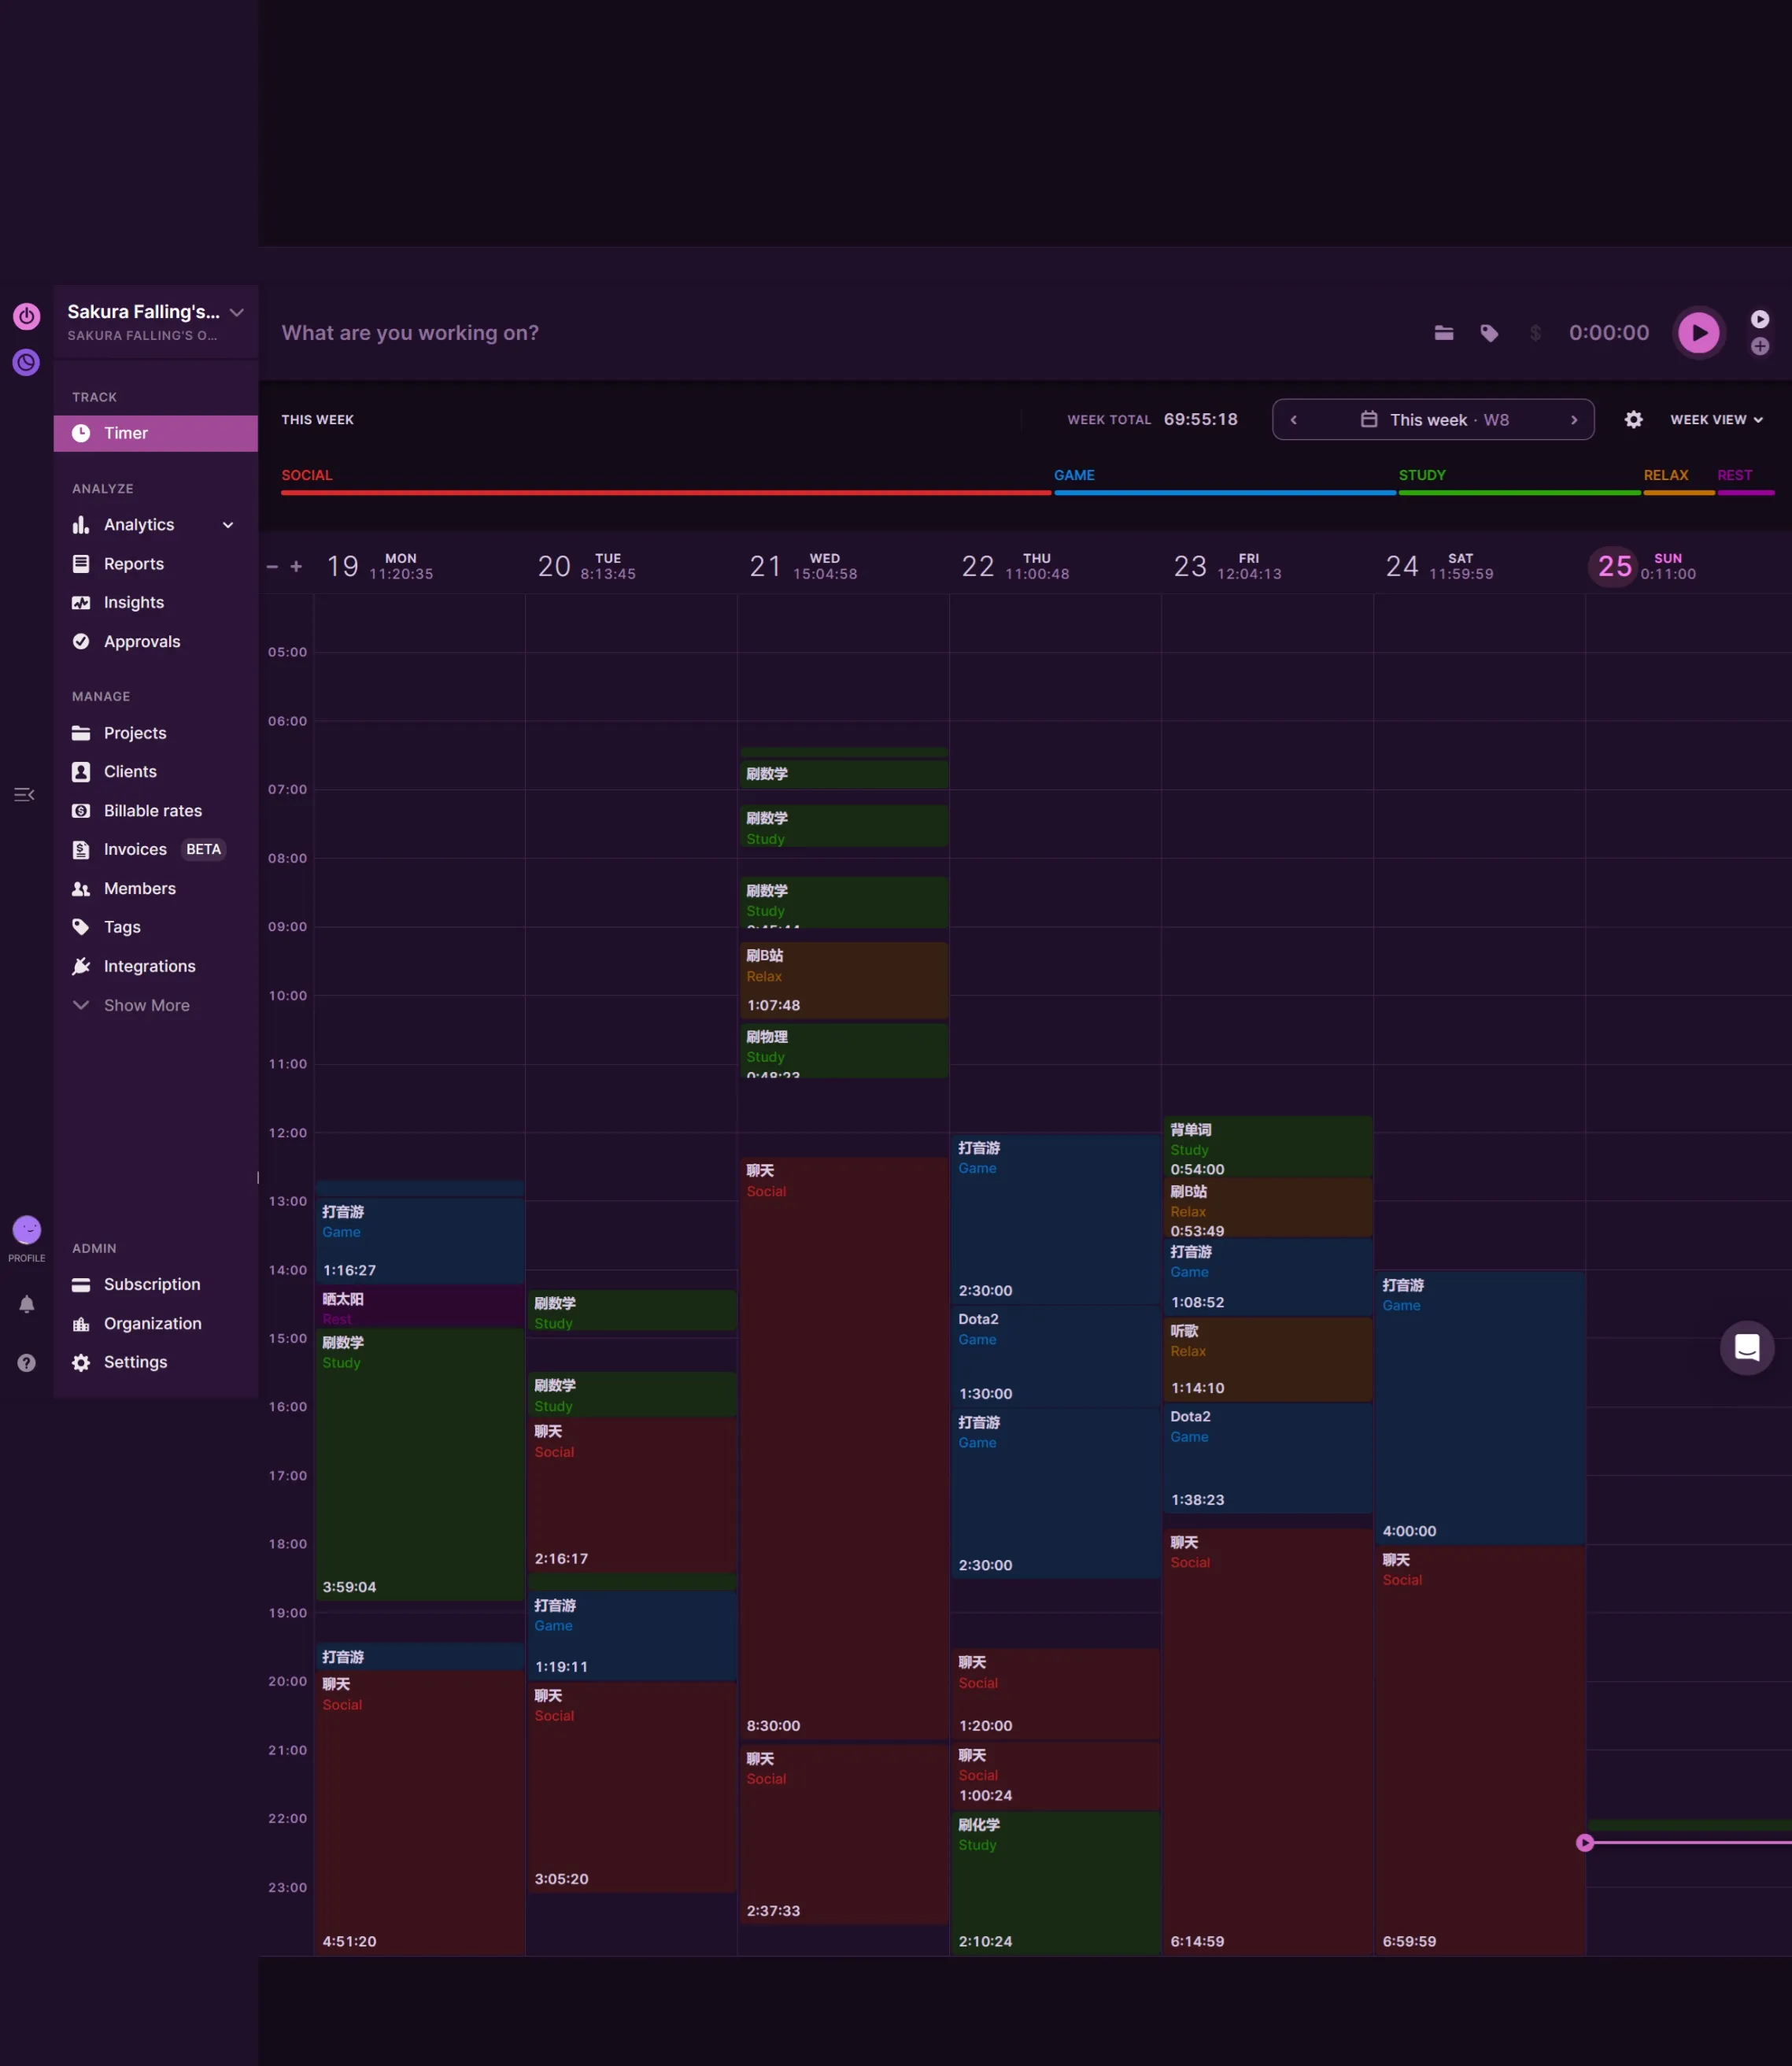 Sakura Falling's...
SAKURA FALLING'S O...
What are you working on?
$
0:00:00
TRACK
Timer
ANALYZE
Analytics
Reports
Insights
Approvals
MANAGE
Projects
Clients
Billable rates
Invoices BETA
Members
Tags
Integrations
Show More
PROFILE
ADMIN
Subscription
Organization
Settings
THIS WEEK
WEEK TOTAL 69:55:18
This week · W8
WEEK VIEW
SOCIAL
GAME
STUDY
RELAX
REST
19 MON 11:20:35
20 TUE 8:13:45
21 WED 15:04:58
22 THU 11:00:48
23 FRI 12:04:13
24 SAT 11:59:59
25 SUN 0:11:00
05:00
06:00
07:00
08:00
09:00
10:00
11:00
12:00
13:00
14:00
15:00
16:00
17:00
18:00
19:00
20:00
21:00
22:00
23:00
打音游
Game
1:16:27
晒太阳
Rest
刷数学
Study
3:59:04
打音游
聊天
Social
4:51:20
刷数学
Study
刷数学
Study
聊天
Social
2:16:17
打音游
Game
1:19:11
聊天
Social
3:05:20
刷数学
刷数学
Study
刷数学
Study
刷B站
Relax
1:07:48
刷物理
Study
0:48:23
聊天
Social
8:30:00
聊天
Social
2:37:33
打音游
Game
2:30:00
Dota2
Game
1:30:00
打音游
Game
2:30:00
聊天
Social
1:20:00
聊天
Social
1:00:24
刷化学
Study
2:10:24
背单词
Study
0:54:00
刷B站
Relax
0:53:49
打音游
Game
1:08:52
听歌
Relax
1:14:10
Dota2
Game
1:38:23
聊天
Social
6:14:59
打音游
Game
4:00:00
聊天
Social
6:59:59